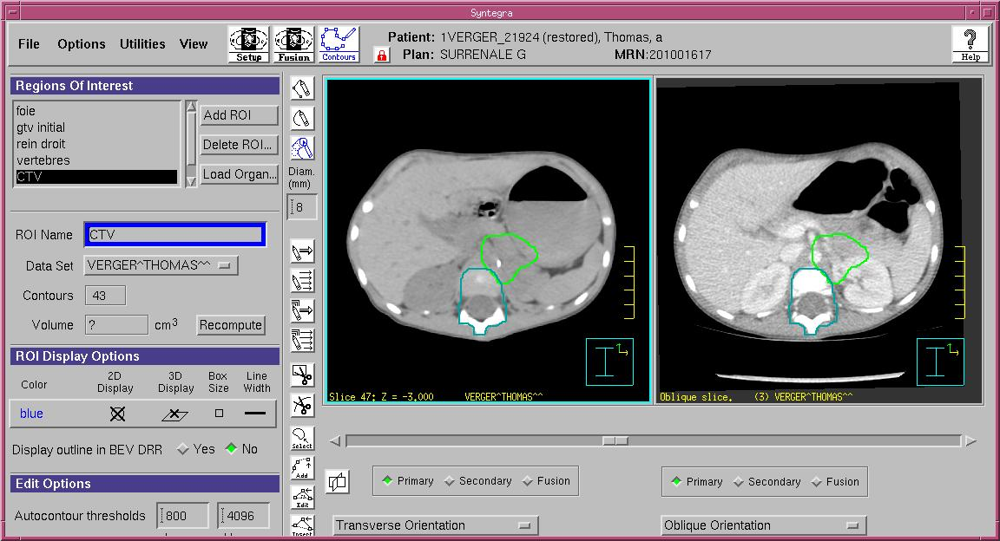 Syntegra
File Options Utilities View Setup Fusion Contours
Patient: 1VERGER_21924 (restored), Thomas, a
Plan: SURRENALE G MRN:201001617
Help
Regions Of Interest
foie
gtv initial
rein droit
vertebres
CTV
Add ROI
Delete ROI...
Load Organ...
ROI Name CTV
Data Set VERGER^THOMAS^^
Contours 43
Volume ? cm3 Recompute
ROI Display Options
Color 2D Display 3D Display Box Size Line Width
blue
Display outline in BEV DRR Yes No
Edit Options
Autocontour thresholds 800 4096
Diam.
(mm)
8
Select
Add
Edit
Insert
Slice 47: Z = -3.000 VERGER^THOMAS^^
Oblique slice. (3) VERGER^THOMAS^^
Primary Secondary Fusion
Primary Secondary Fusion
Transverse Orientation
Oblique Orientation